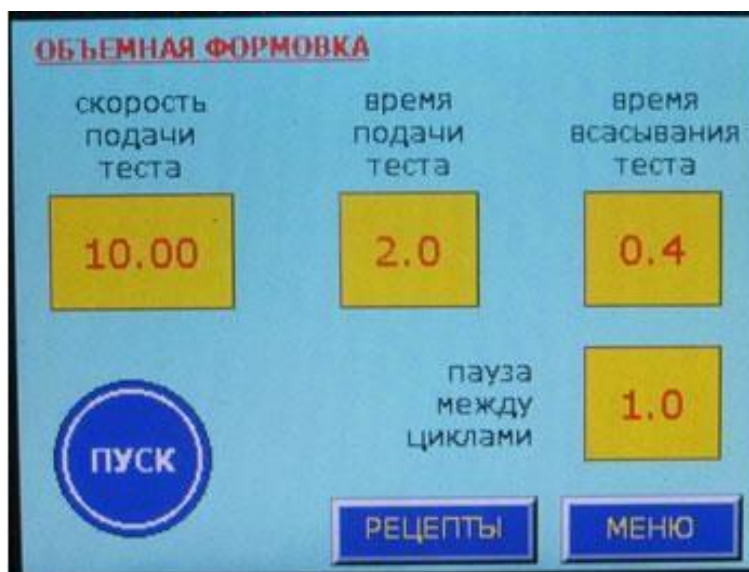 ОБЪЕМНАЯ ФОРМОВКА
скорость
подачи
теста
время
подачи
теста
время
всасывания
теста
10.00
2.0
0.4
пауза
между
циклами
1.0
ПУСК
РЕЦЕПТЫ
МЕНЮ